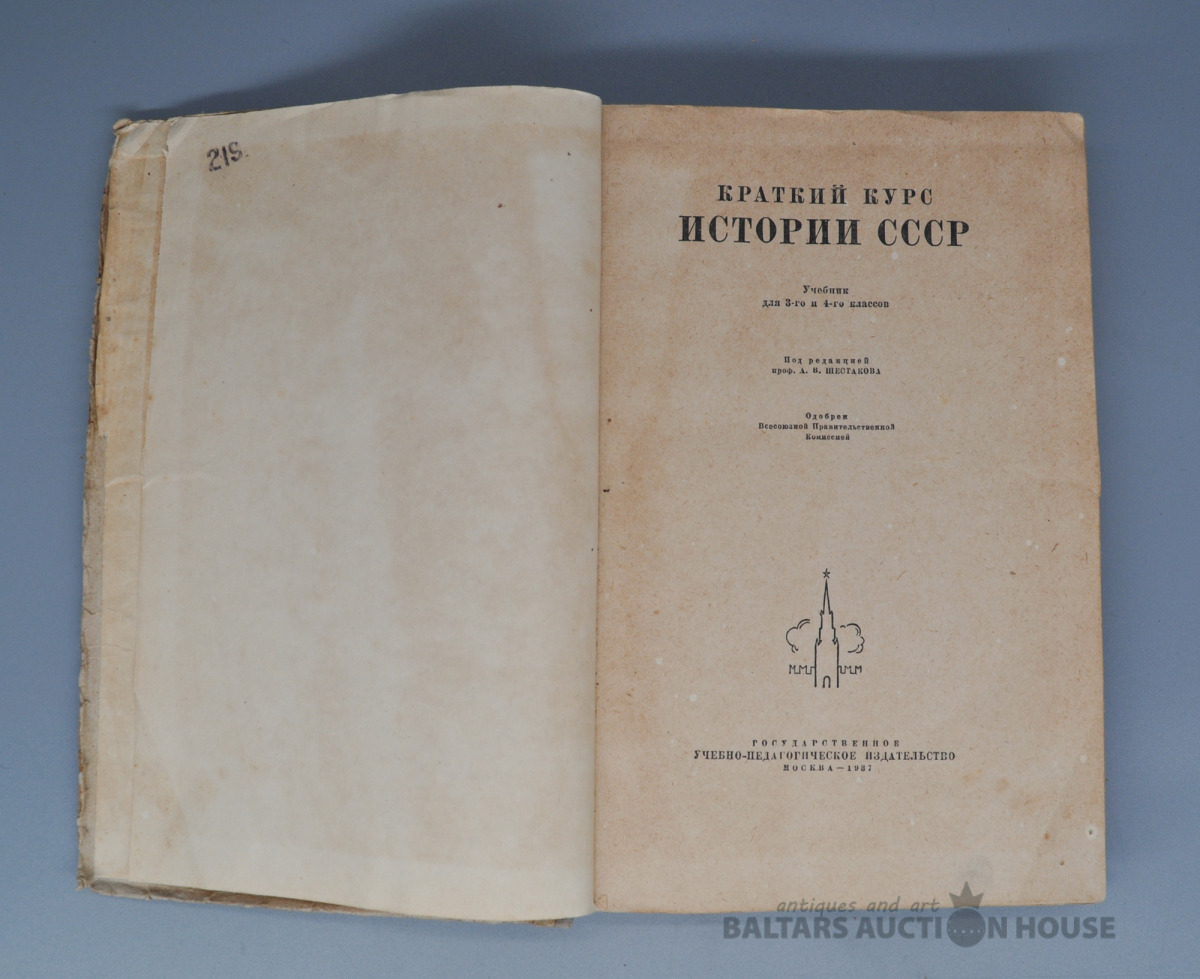 219.
КРАТКИЙ КУРС
ИСТОРИИ СССР
Учебник
для 3-го и 4-го классов
Под редакцией
проф. А. В. ШЕСТАКОВА
Одобрен
Всесоюзной Правительственной
Комиссией
ГОСУДАРСТВЕННОЕ
УЧЕБНО-ПЕДАГОГИЧЕСКОЕ ИЗДАТЕЛЬСТВО
МОСКВА — 1937
antiques and art
BALTARS AUCTION HOUSE